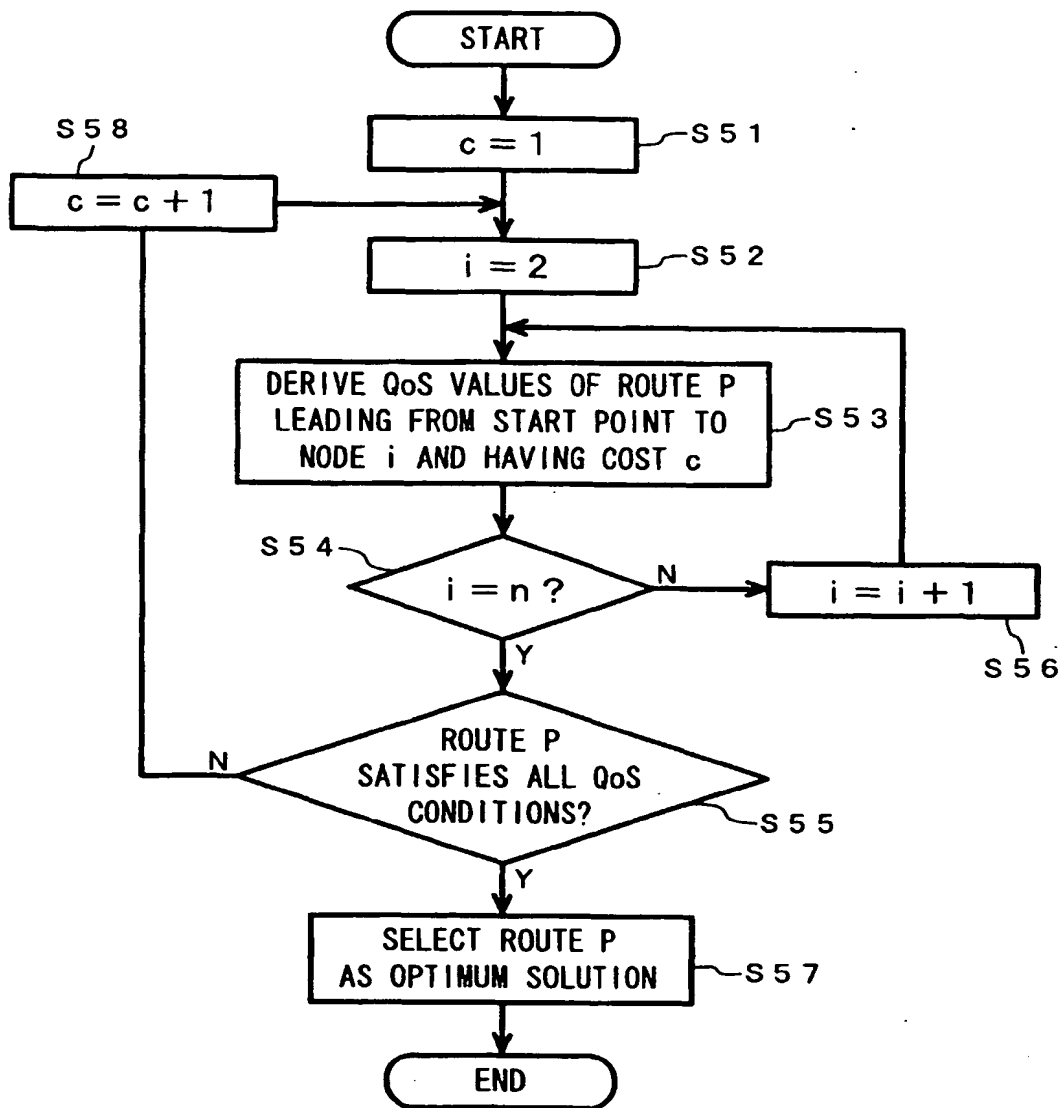 START
S51
c = 1
S58
c = c + 1
S52
i = 2
DERIVE QoS VALUES OF ROUTE P
LEADING FROM START POINT TO
NODE i AND HAVING COST c
S53
S54
i = n ?
N
i = i + 1
S56
Y
ROUTE P
SATISFIES ALL QoS
CONDITIONS?
N
S55
Y
SELECT ROUTE P
AS OPTIMUM SOLUTION
S57
END